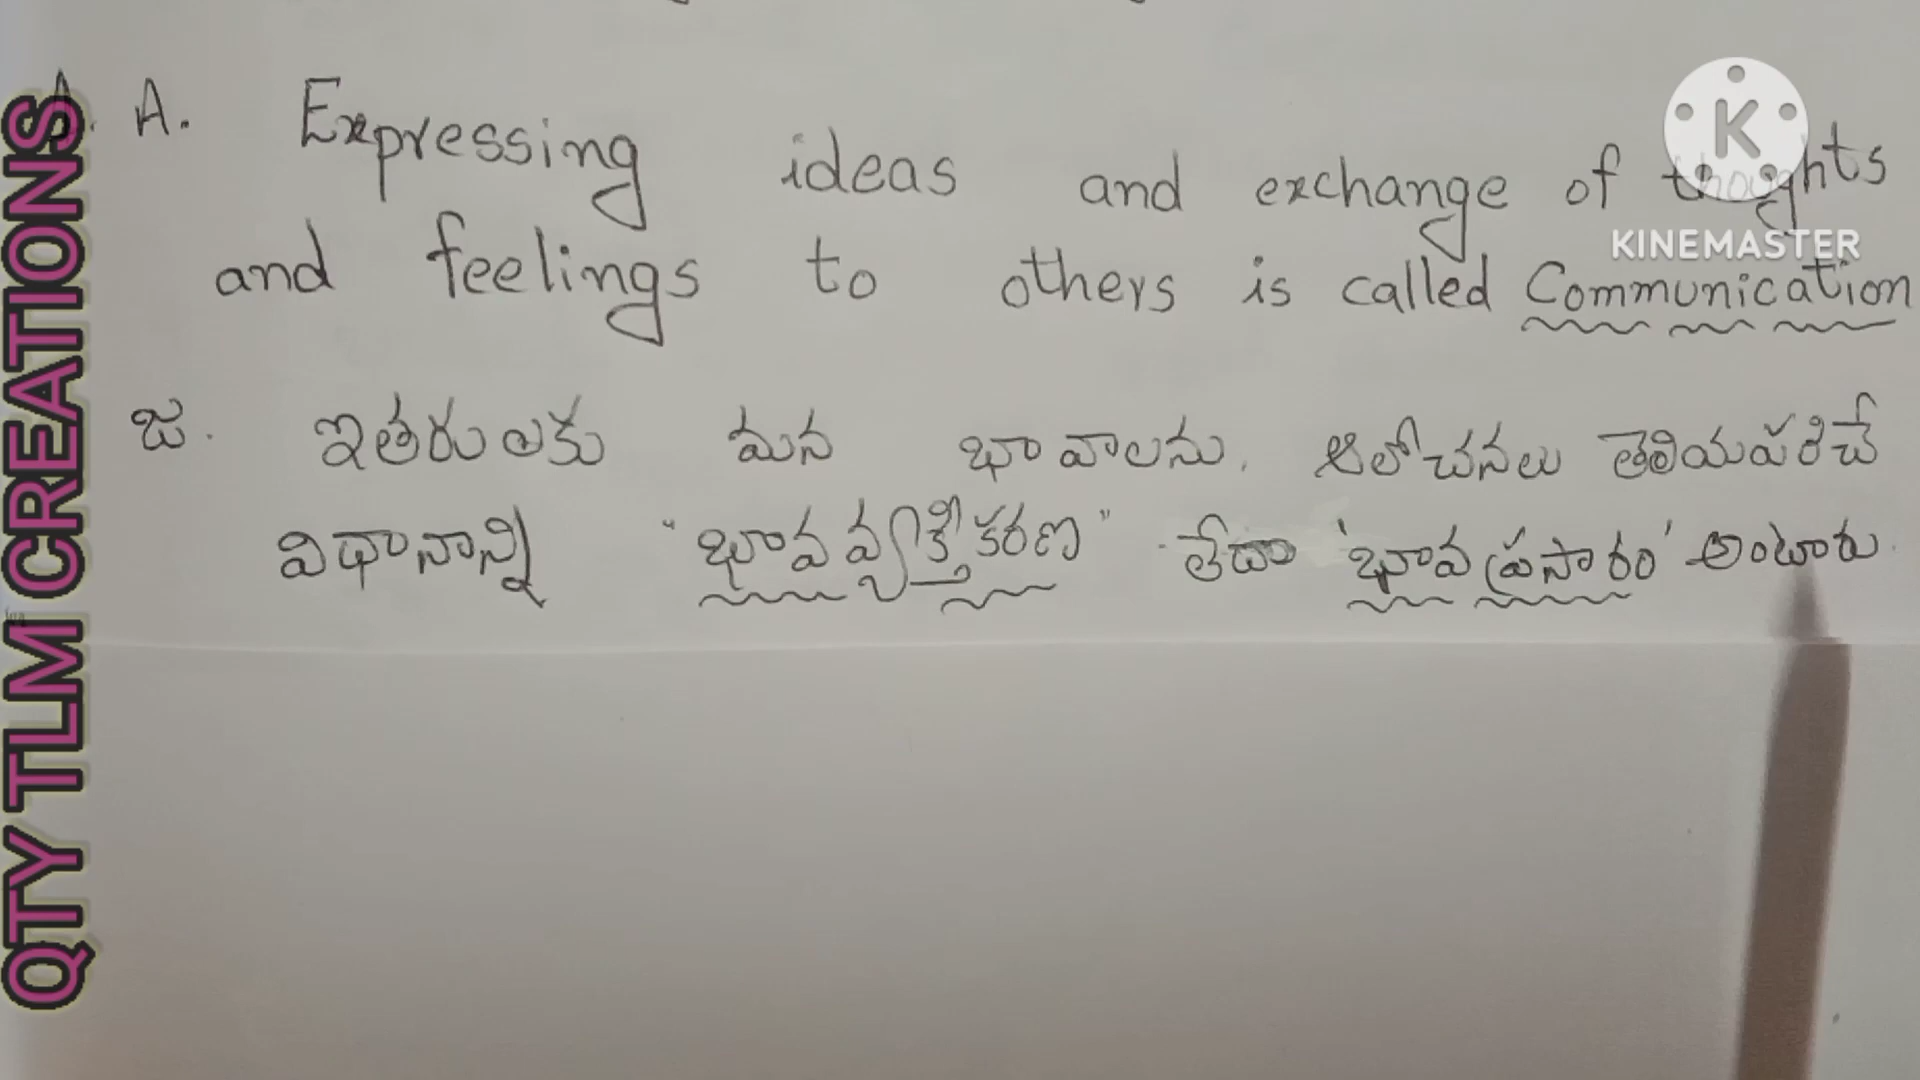 A. Expressing ideas and exchange of thoughts
and feelings to others is called Communication
జ. ఇతరులకు మన భావాలను, ఆలోచనలు తెలియపరిచే
విధానాన్ని "భావవ్యక్తీకరణ" లేదా 'భావప్రసారం' అంటారు.
KINEMASTER
QTY TLM CREATIONS